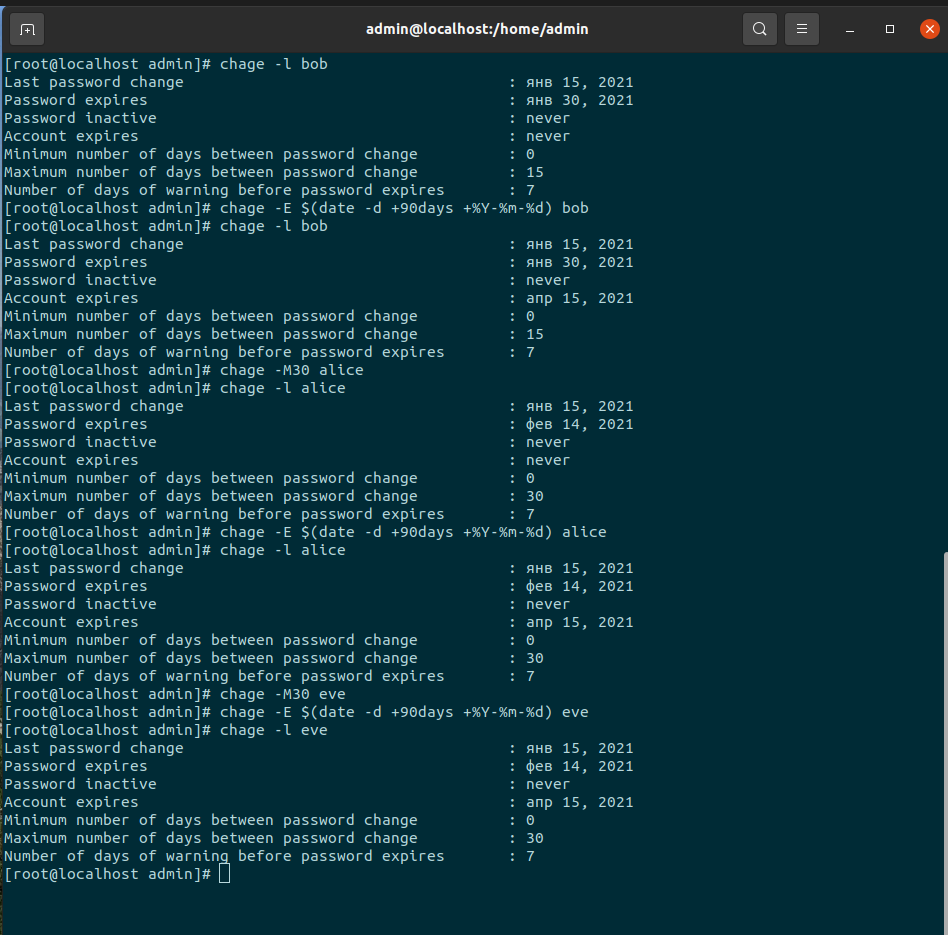 admin@localhost:/home/admin
[root@localhost admin]# chage -l bob
Last password change : янв 15, 2021
Password expires : янв 30, 2021
Password inactive : never
Account expires : never
Minimum number of days between password change : 0
Maximum number of days between password change : 15
Number of days of warning before password expires : 7
[root@localhost admin]# chage -E $(date -d +90days +%Y-%m-%d) bob
[root@localhost admin]# chage -l bob
Last password change : янв 15, 2021
Password expires : янв 30, 2021
Password inactive : never
Account expires : апр 15, 2021
Minimum number of days between password change : 0
Maximum number of days between password change : 15
Number of days of warning before password expires : 7
[root@localhost admin]# chage -M30 alice
[root@localhost admin]# chage -l alice
Last password change : янв 15, 2021
Password expires : фев 14, 2021
Password inactive : never
Account expires : never
Minimum number of days between password change : 0
Maximum number of days between password change : 30
Number of days of warning before password expires : 7
[root@localhost admin]# chage -E $(date -d +90days +%Y-%m-%d) alice
[root@localhost admin]# chage -l alice
Last password change : янв 15, 2021
Password expires : фев 14, 2021
Password inactive : never
Account expires : апр 15, 2021
Minimum number of days between password change : 0
Maximum number of days between password change : 30
Number of days of warning before password expires : 7
[root@localhost admin]# chage -M30 eve
[root@localhost admin]# chage -E $(date -d +90days +%Y-%m-%d) eve
[root@localhost admin]# chage -l eve
Last password change : янв 15, 2021
Password expires : фев 14, 2021
Password inactive : never
Account expires : апр 15, 2021
Minimum number of days between password change : 0
Maximum number of days between password change : 30
Number of days of warning before password expires : 7
[root@localhost admin]#